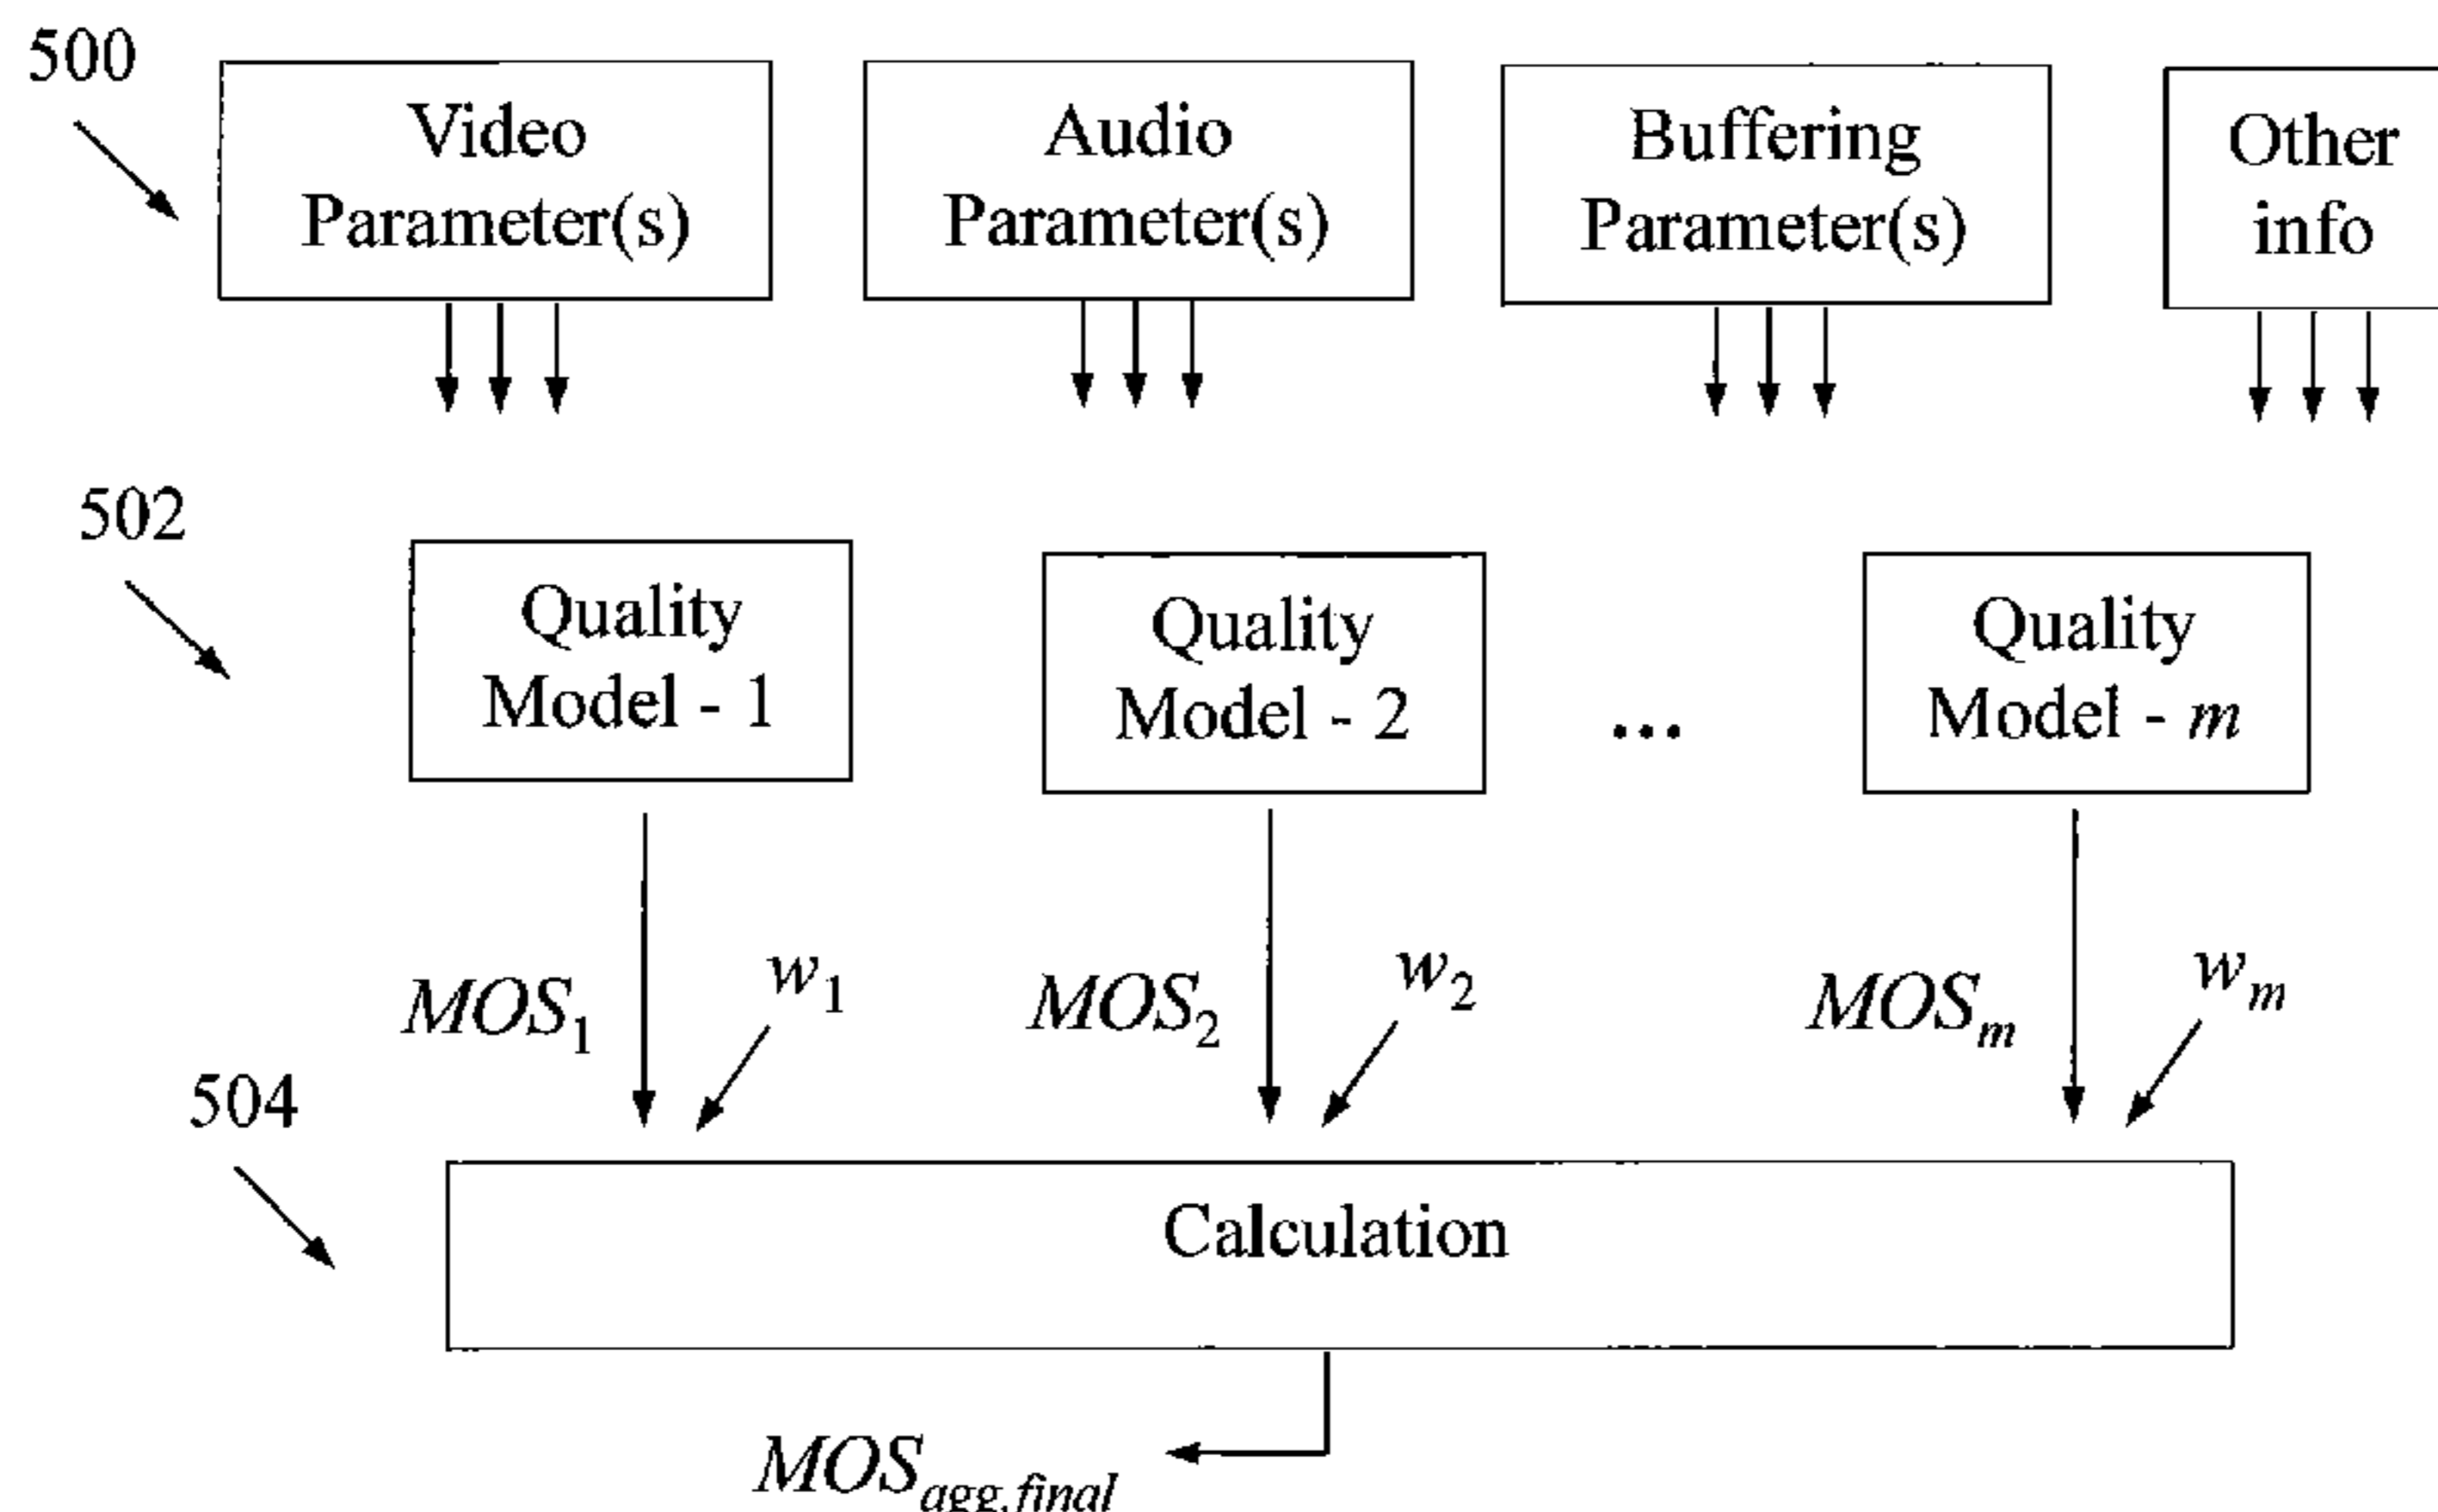 500
Video
Parameter(s)
Audio
Parameter(s)
Buffering
Parameter(s)
Other
info
502
Quality
Model - 1
Quality
Model - 2
...
Quality
Model - m
MOS1
w1
MOS2
w2
MOSm
wm
504
Calculation
MOSagg,final